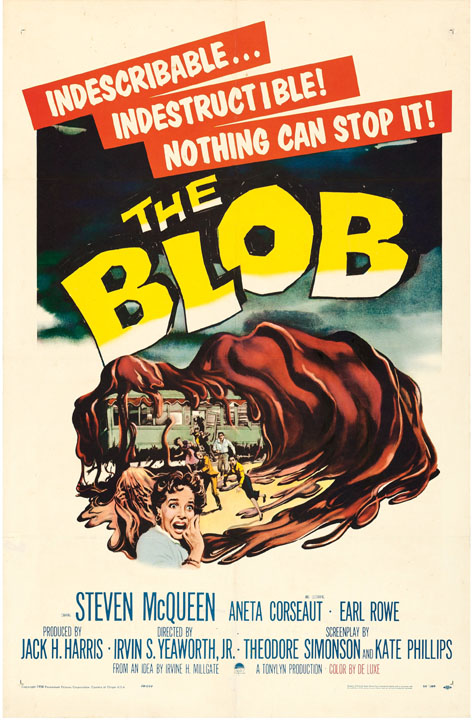 INDESCRIBABLE...
INDESTRUCTIBLE!
NOTHING CAN STOP IT!
THE
BLOB
STEVEN McQUEEN ANETA CORSEAUT · EARL ROWE
PRODUCED BY DIRECTED BY SCREENPLAY BY
JACK H. HARRIS · IRVIN S. YEAWORTH, JR. · THEODORE SIMONSON AND KATE PHILLIPS
FROM AN IDEA BY IRVINE H. MILLGATE A TONYLYN PRODUCTION · COLOR BY DE LUXE